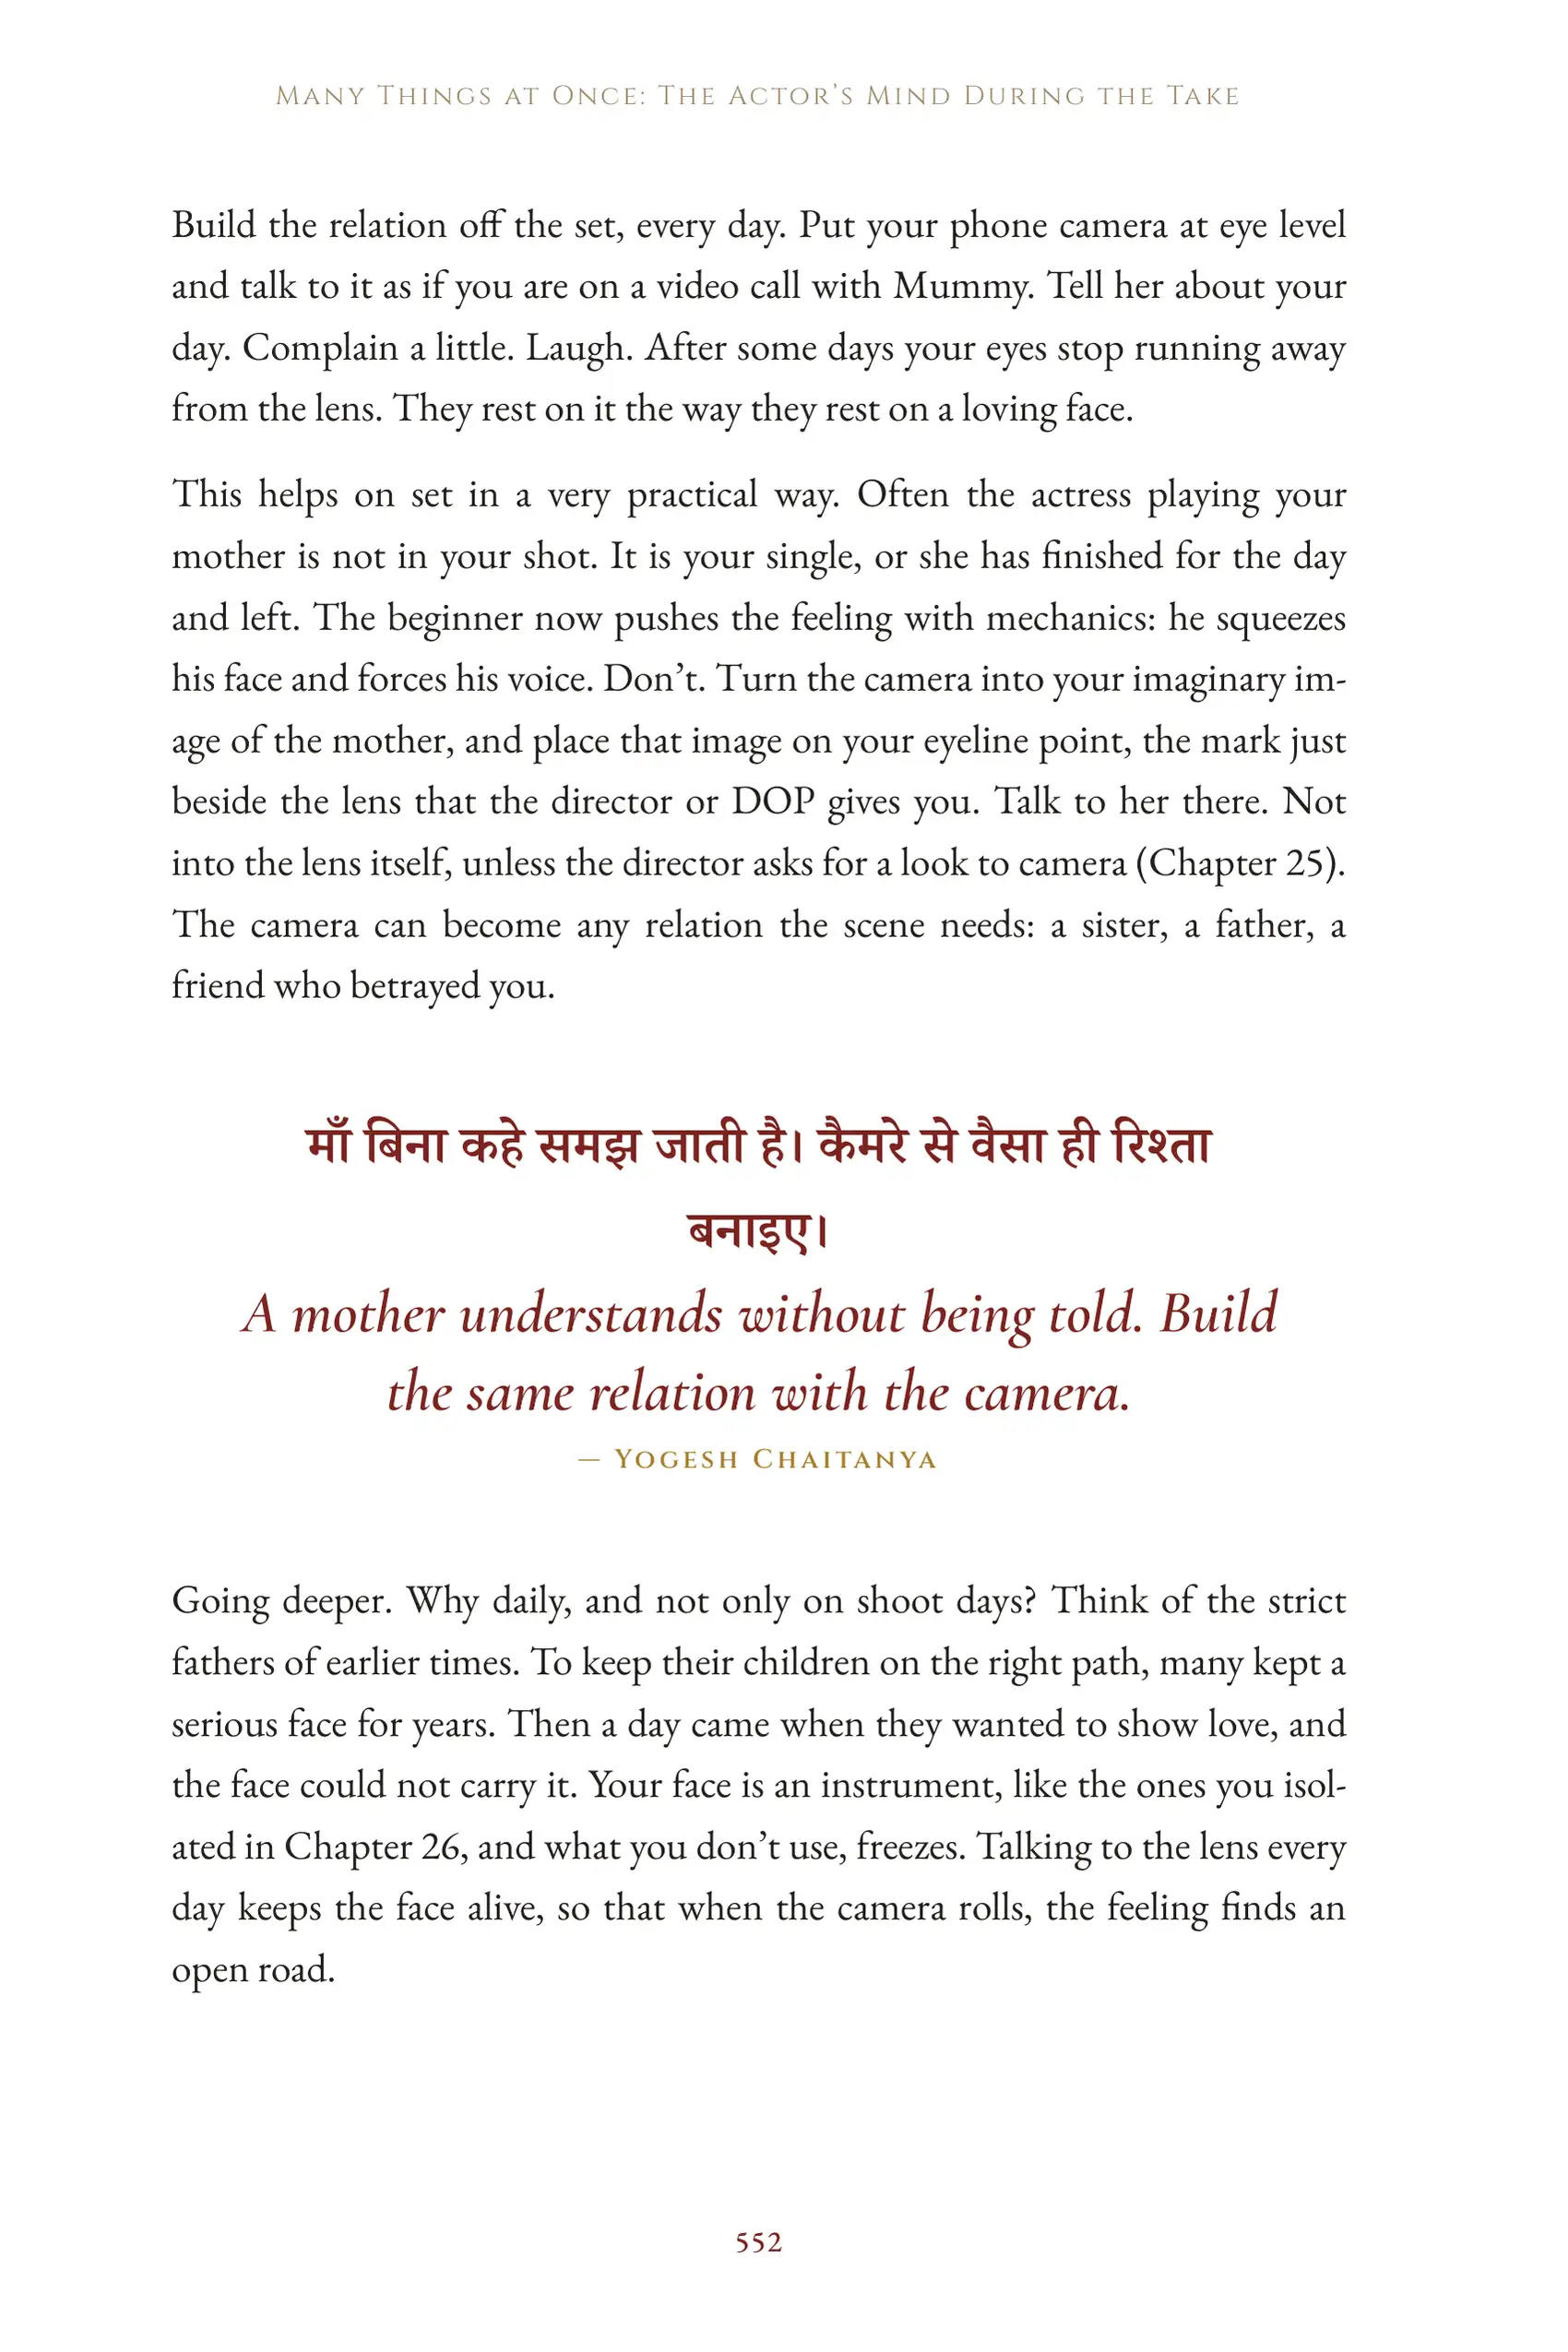 Many Things at Once: The Actor’s Mind During the Take
Build the relation off the set, every day. Put your phone camera at eye level
and talk to it as if you are on a video call with Mummy. Tell her about your
day. Complain a little. Laugh. After some days your eyes stop running away
from the lens. They rest on it the way they rest on a loving face.
This helps on set in a very practical way. Often the actress playing your
mother is not in your shot. It is your single, or she has finished for the day
and left. The beginner now pushes the feeling with mechanics: he squeezes
his face and forces his voice. Don’t. Turn the camera into your imaginary im-
age of the mother, and place that image on your eyeline point, the mark just
beside the lens that the director or DOP gives you. Talk to her there. Not
into the lens itself, unless the director asks for a look to camera (Chapter 25).
The camera can become any relation the scene needs: a sister, a father, a
friend who betrayed you.
माँ बिना कहे समझ जाती है। कैमरे से वैसा ही रिश्ता
बनाइए।
A mother understands without being told. Build
the same relation with the camera.
— Yogesh Chaitanya
Going deeper. Why daily, and not only on shoot days? Think of the strict
fathers of earlier times. To keep their children on the right path, many kept a
serious face for years. Then a day came when they wanted to show love, and
the face could not carry it. Your face is an instrument, like the ones you isol-
ated in Chapter 26, and what you don’t use, freezes. Talking to the lens every
day keeps the face alive, so that when the camera rolls, the feeling finds an
open road.
552